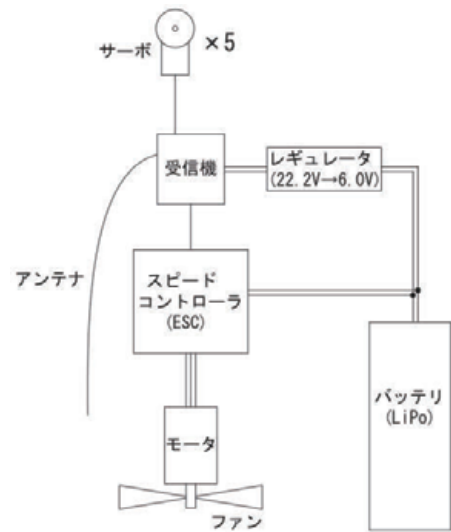 サーボ
×5
受信機
レギュレータ
(22.2V→6.0V)
アンテナ
スピード
コントローラ
(ESC)
バッテリ
(LiPo)
モータ
ファン